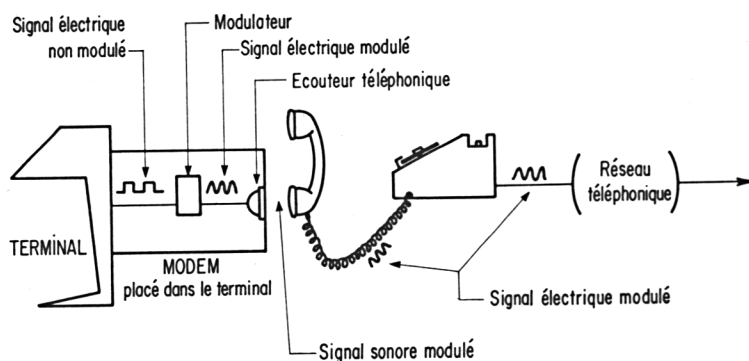 Signal électrique
non modulé
Modulateur
Signal électrique modulé
Ecouteur téléphonique
TERMINAL
MODEM
placé dans le terminal
Réseau
téléphonique
Signal électrique modulé
Signal sonore modulé